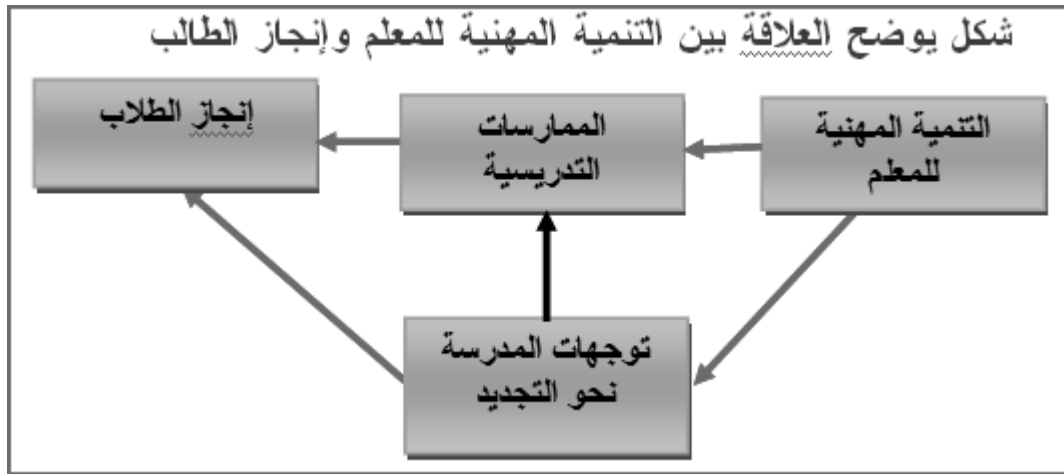 شكل يوضح العلاقة بين التنمية المهنية للمعلم وإنجاز الطالب
التنمية المهنية
للمعلم
الممارسات
التدريسية
إنجاز الطلاب
توجهات المدرسة
نحو التجديد